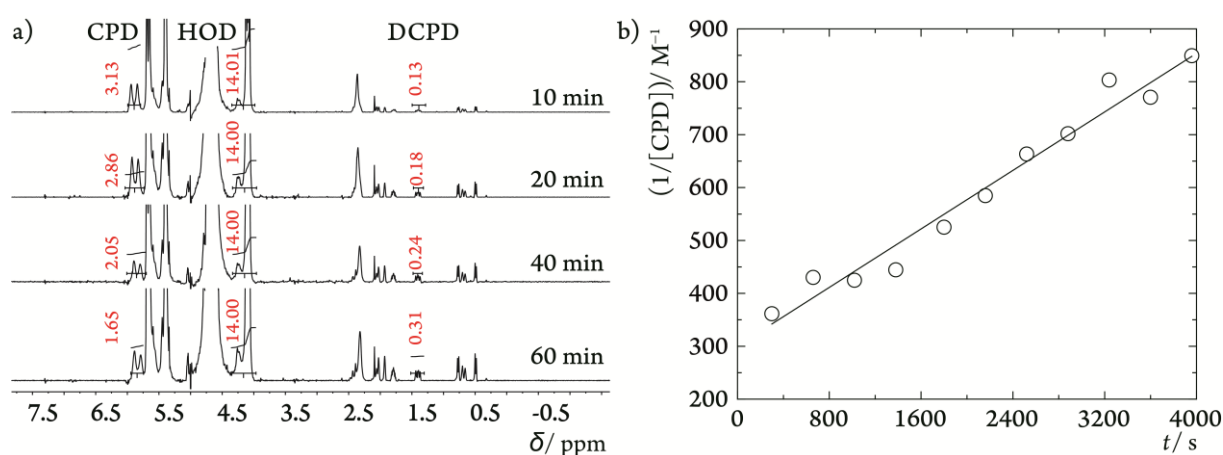 a)
CPD HOD DCPD
3.13 14.01 0.13
10 min
2.86 14.00 0.18
20 min
2.05 14.00 0.24
40 min
1.65 14.00 0.31
60 min
7.5 6.5 5.5 4.5 3.5 2.5 1.5 0.5 -0.5
δ/ ppm
b)
(1/[CPD])/ M⁻¹
900
800
700
600
500
400
300
200
0 800 1600 2400 3200 4000
t/ s